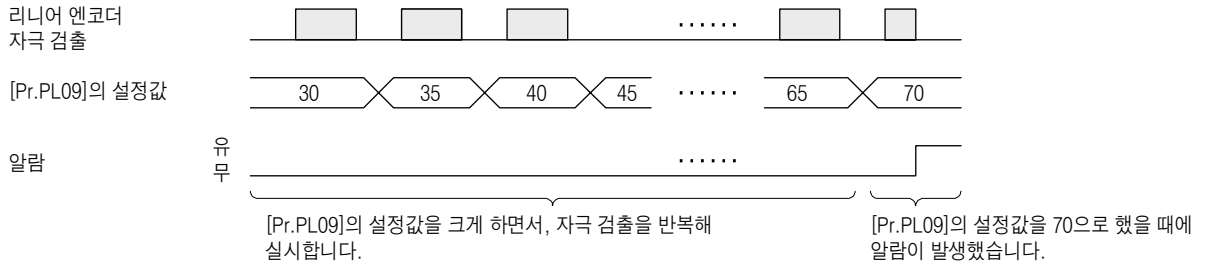 리니어 엔코더
자극 검출
[Pr.PL09]의 설정값
30 35 40 45 ······ 65 70
알람
유
무
[Pr.PL09]의 설정값을 크게 하면서, 자극 검출을 반복해
실시합니다.
[Pr.PL09]의 설정값을 70으로 했을 때에
알람이 발생했습니다.